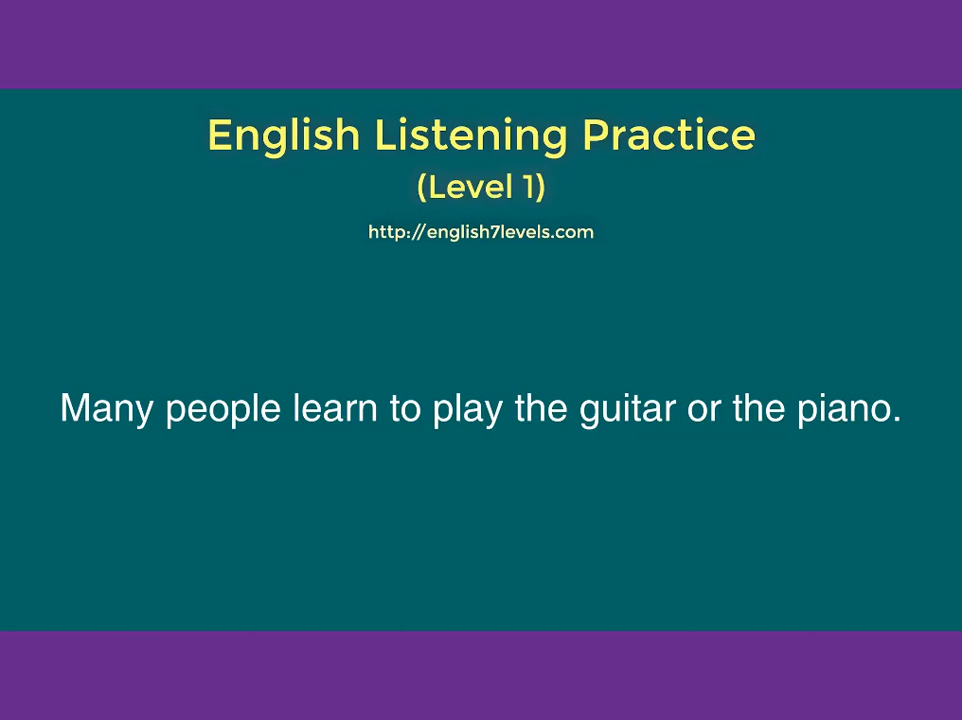 English Listening Practice
(Level 1)
http://english7levels.com
Many people learn to play the guitar or the piano.